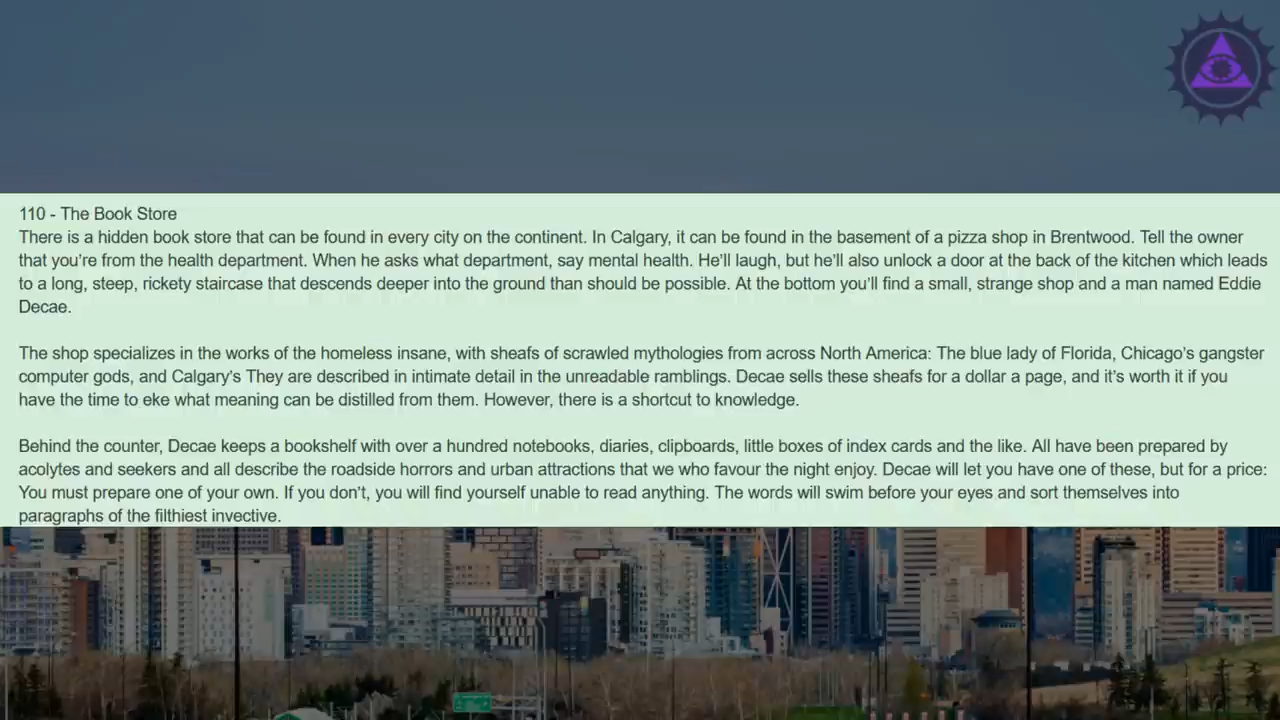 110 - The Book Store
There is a hidden book store that can be found in every city on the continent. In Calgary, it can be found in the basement of a pizza shop in Brentwood. Tell the owner
that you’re from the health department. When he asks what department, say mental health. He’ll laugh, but he’ll also unlock a door at the back of the kitchen which leads
to a long, steep, rickety staircase that descends deeper into the ground than should be possible. At the bottom you’ll find a small, strange shop and a man named Eddie
Decae.
The shop specializes in the works of the homeless insane, with sheafs of scrawled mythologies from across North America: The blue lady of Florida, Chicago’s gangster
computer gods, and Calgary’s They are described in intimate detail in the unreadable ramblings. Decae sells these sheafs for a dollar a page, and it’s worth it if you
have the time to eke what meaning can be distilled from them. However, there is a shortcut to knowledge.
Behind the counter, Decae keeps a bookshelf with over a hundred notebooks, diaries, clipboards, little boxes of index cards and the like. All have been prepared by
acolytes and seekers and all describe the roadside horrors and urban attractions that we who favour the night enjoy. Decae will let you have one of these, but for a price:
You must prepare one of your own. If you don’t, you will find yourself unable to read anything. The words will swim before your eyes and sort themselves into
paragraphs of the filthiest invective.